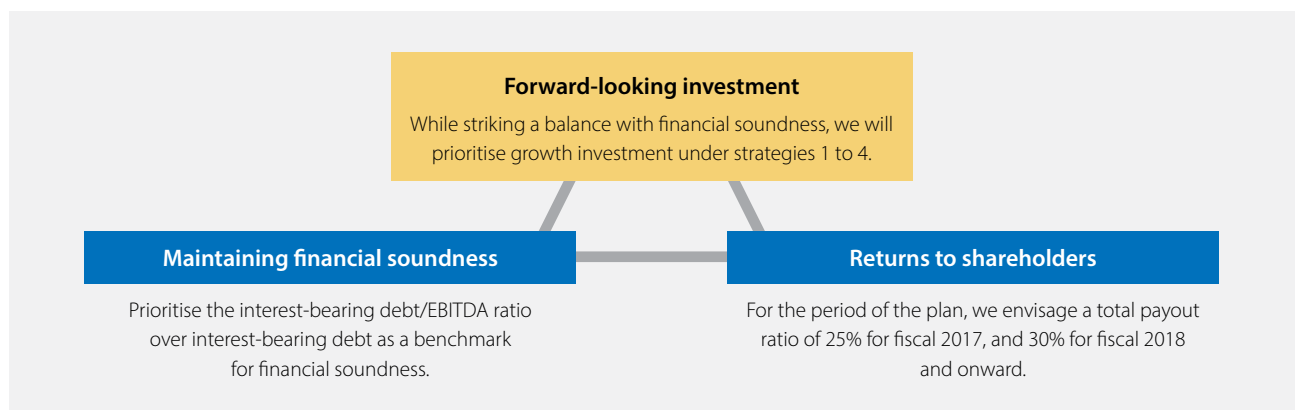 Forward-looking investment
While striking a balance with financial soundness, we will
prioritise growth investment under strategies 1 to 4.
Maintaining financial soundness
Prioritise the interest-bearing debt/EBITDA ratio
over interest-bearing debt as a benchmark
for financial soundness.
Returns to shareholders
For the period of the plan, we envisage a total payout
ratio of 25% for fiscal 2017, and 30% for fiscal 2018
and onward.